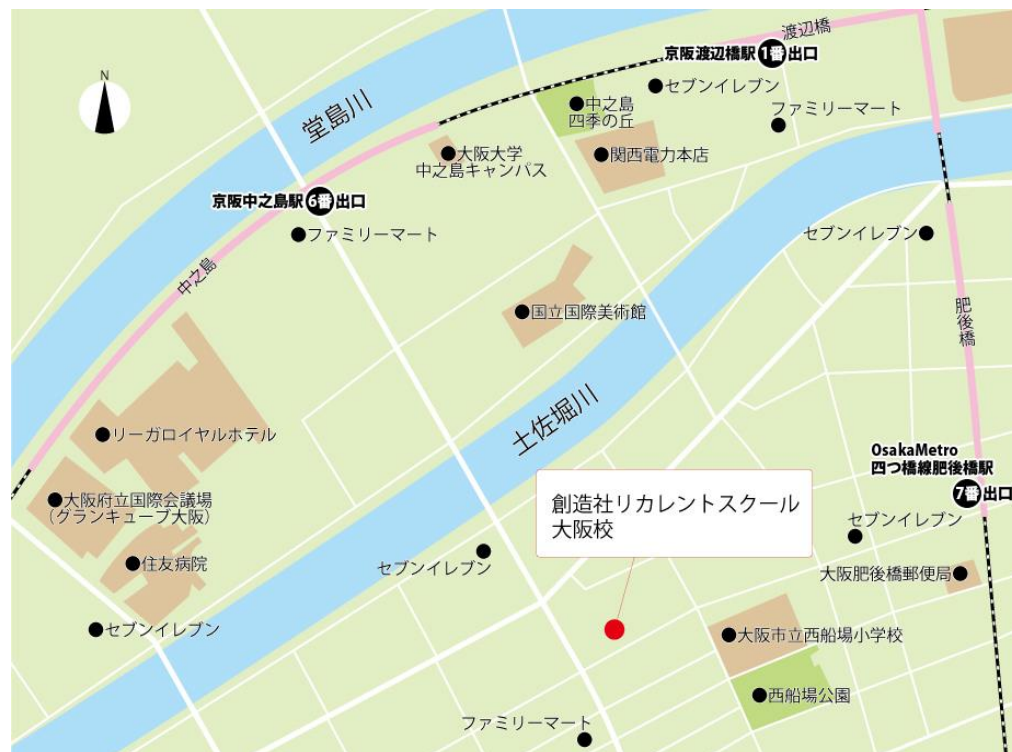 渡辺橋
京阪渡辺橋駅 1番 出口
セブンイレブン
N
堂島川
中之島
四季の丘
ファミリーマート
大阪大学
中之島キャンパス
関西電力本店
京阪中之島駅 6番 出口
ファミリーマート
セブンイレブン
中之島
国立国際美術館
肥後橋
土佐堀川
リーガロイヤルホテル
OsakaMetro
四つ橋線肥後橋駅
7番 出口
大阪府立国際会議場
（グランキューブ大阪）
創造社リカレントスクール
大阪校
セブンイレブン
住友病院
セブンイレブン
大阪肥後橋郵便局
セブンイレブン
大阪市立西船場小学校
西船場公園
ファミリーマート